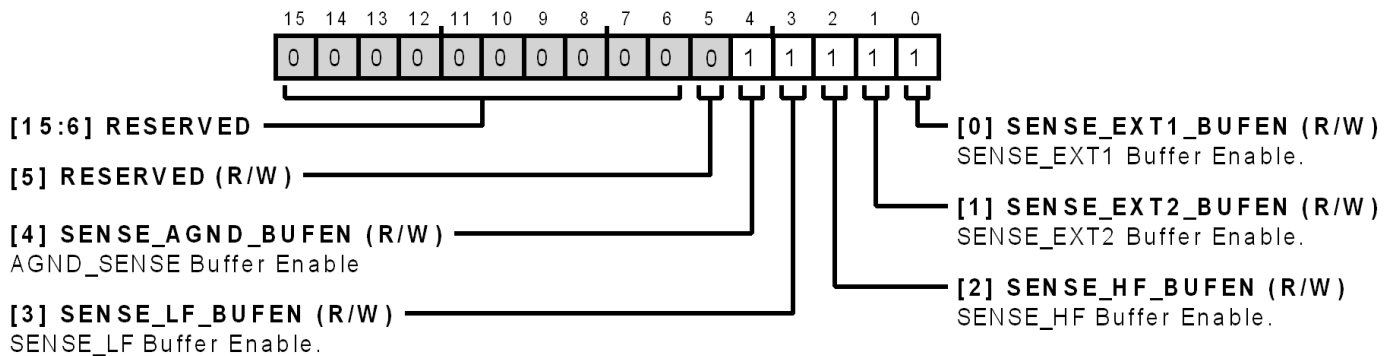 15 14 13 12 11 10 9 8 7 6 5 4 3 2 1 0
0 0 0 0 0 0 0 0 0 0 0 1 1 1 1 1
[15:6] RESERVED
[5] RESERVED (R/W)
[4] SENSE_AGND_BUFEN (R/W)
AGND_SENSE Buffer Enable
[3] SENSE_LF_BUFEN (R/W)
SENSE_LF Buffer Enable.
[0] SENSE_EXT1_BUFEN (R/W)
SENSE_EXT1 Buffer Enable.
[1] SENSE_EXT2_BUFEN (R/W)
SENSE_EXT2 Buffer Enable.
[2] SENSE_HF_BUFEN (R/W)
SENSE_HF Buffer Enable.